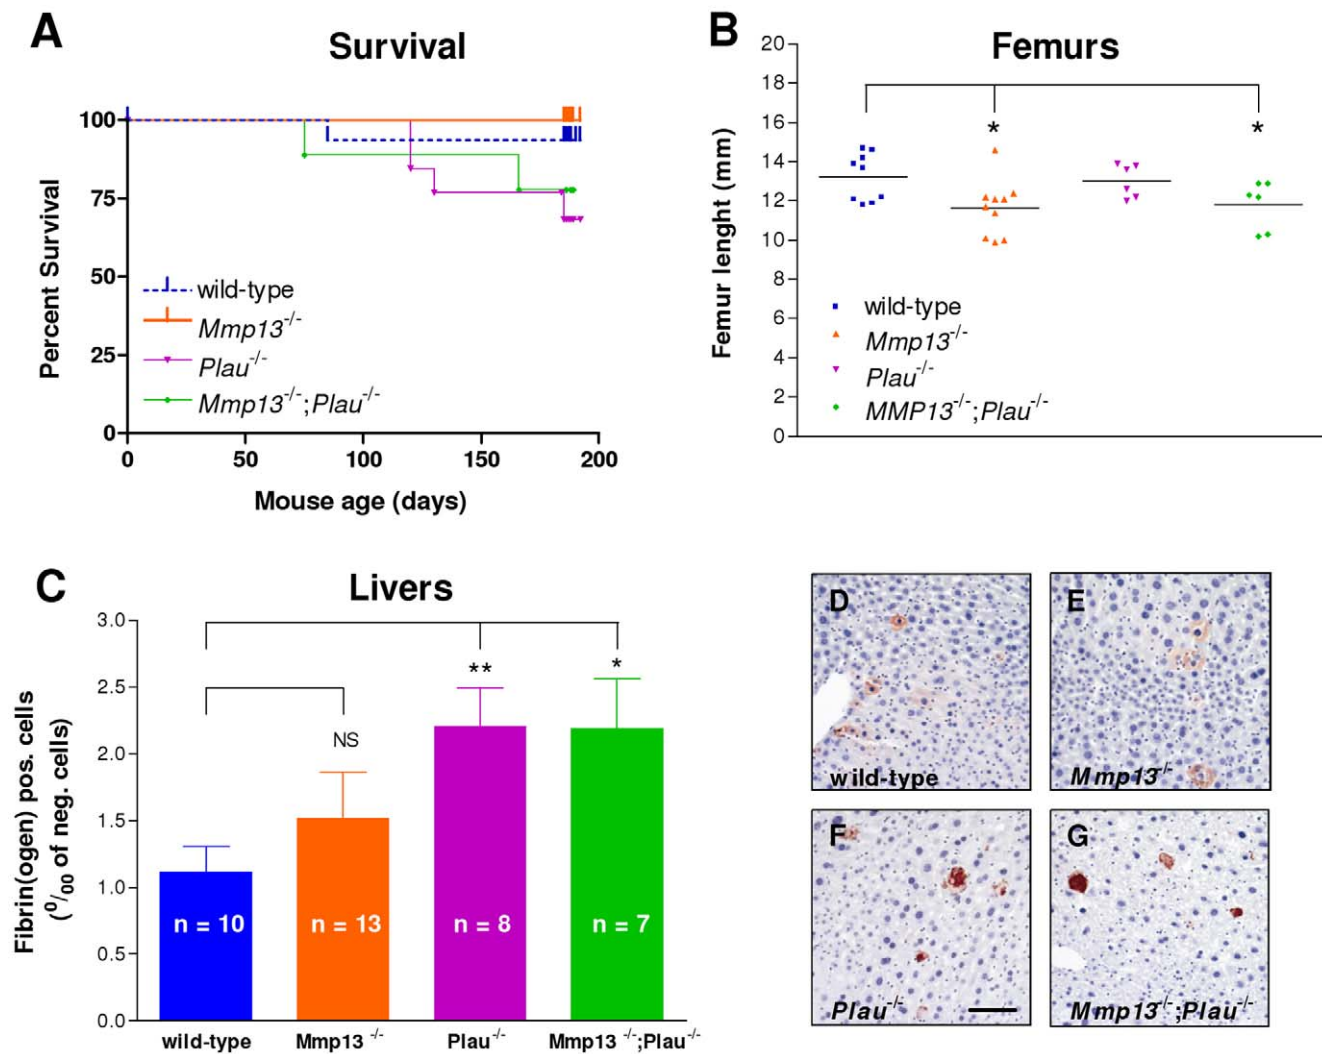 A
Survival
Percent Survival
100
75
50
25
0
0 50 100 150 200
Mouse age (days)
wild-type
Mmp13-/-
Plau-/-
Mmp13-/-;Plau-/-
B
Femurs
Femur lenght (mm)
20
18
16
14
12
10
8
6
4
2
0
* *
wild-type
Mmp13-/-
Plau-/-
MMP13-/-;Plau-/-
C
Livers
Fibrin(ogen) pos. cells
(0/00 of neg. cells)
3.0
2.5
2.0
1.5
1.0
0.5
0.0
NS
** *
n = 10 n = 13 n = 8 n = 7
wild-type Mmp13 -/- Plau-/- Mmp13 -/-;Plau-/-
D
wild-type
E
Mmp13-/-
F
Plau-/-
G
Mmp13-/-;Plau-/-